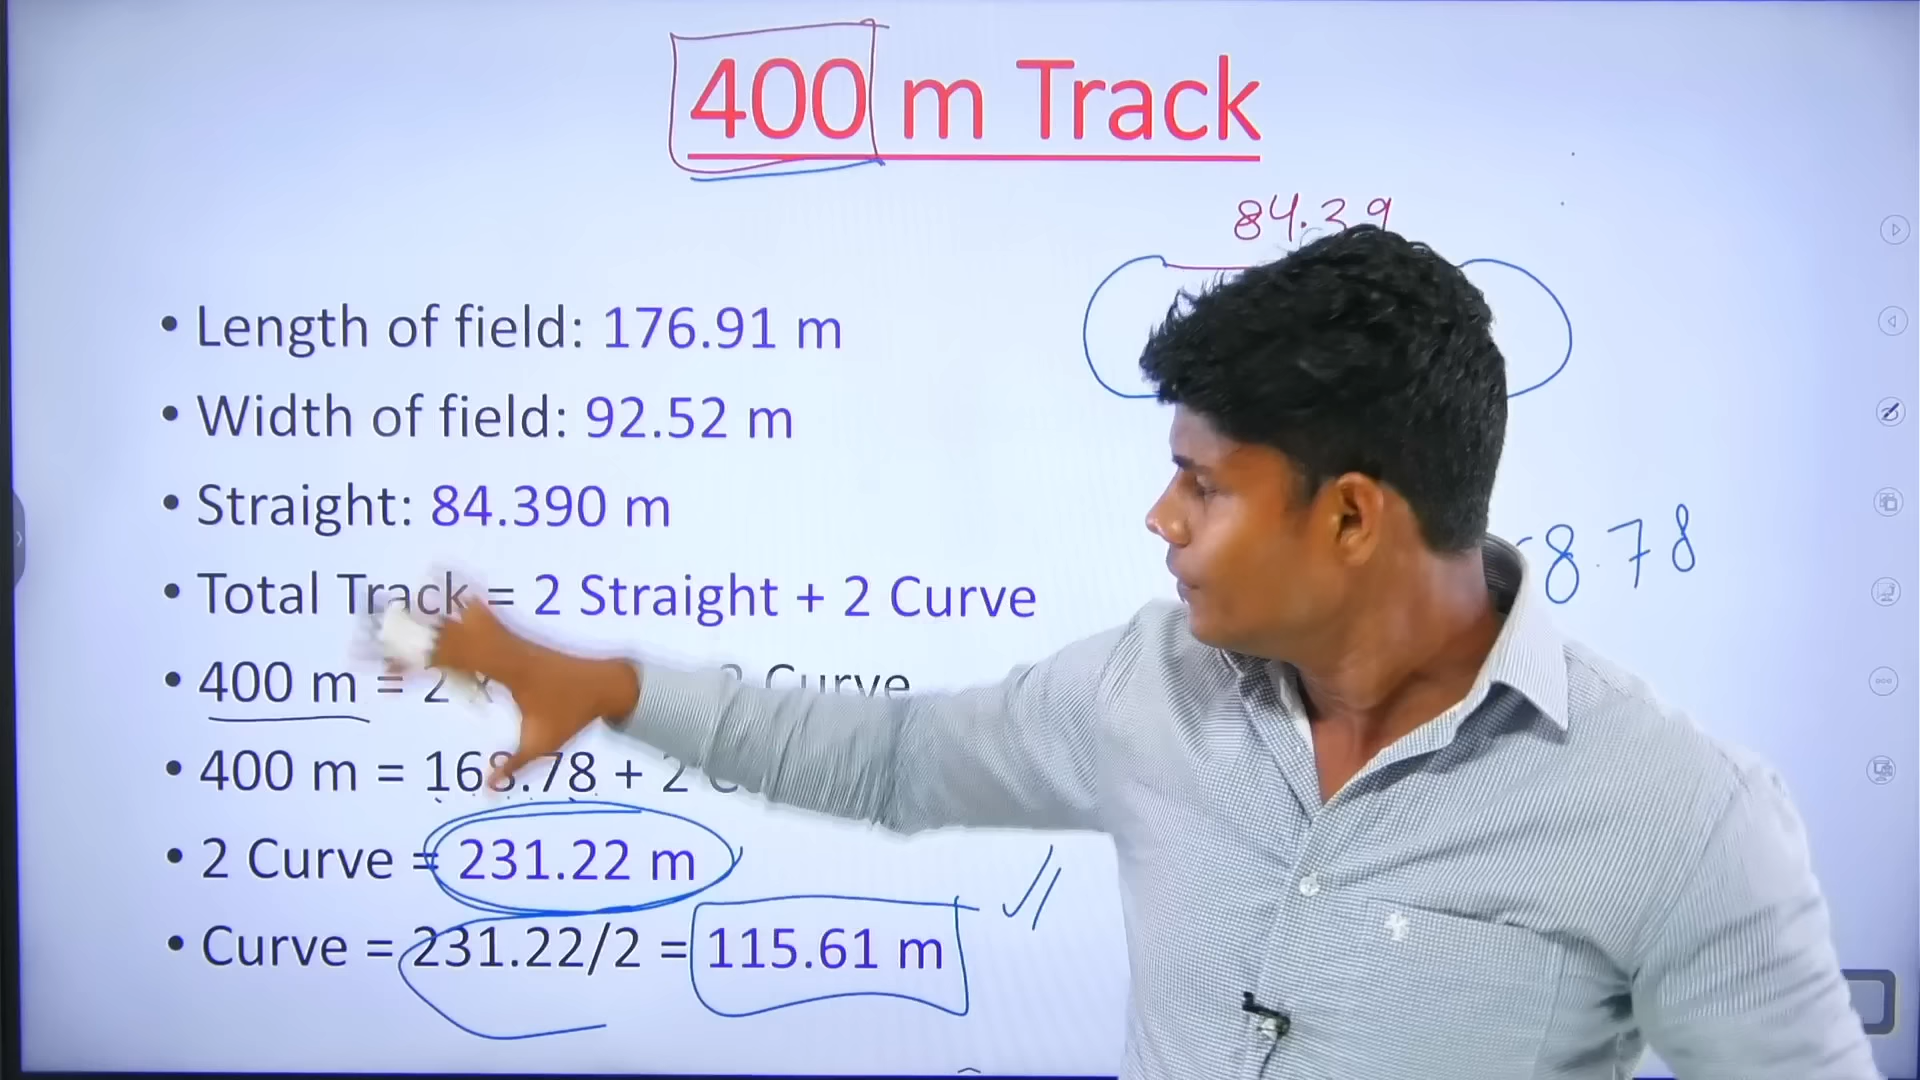 400 m Track
84.39
• Length of field: 176.91 m
• Width of field: 92.52 m
• Straight: 84.390 m
8.78
• Total Track = 2 Straight + 2 Curve
• 400 m = 2 Curve
• 400 m = 168.78 + 2
• 2 Curve = 231.22 m
• Curve = 231.22/2 = 115.61 m